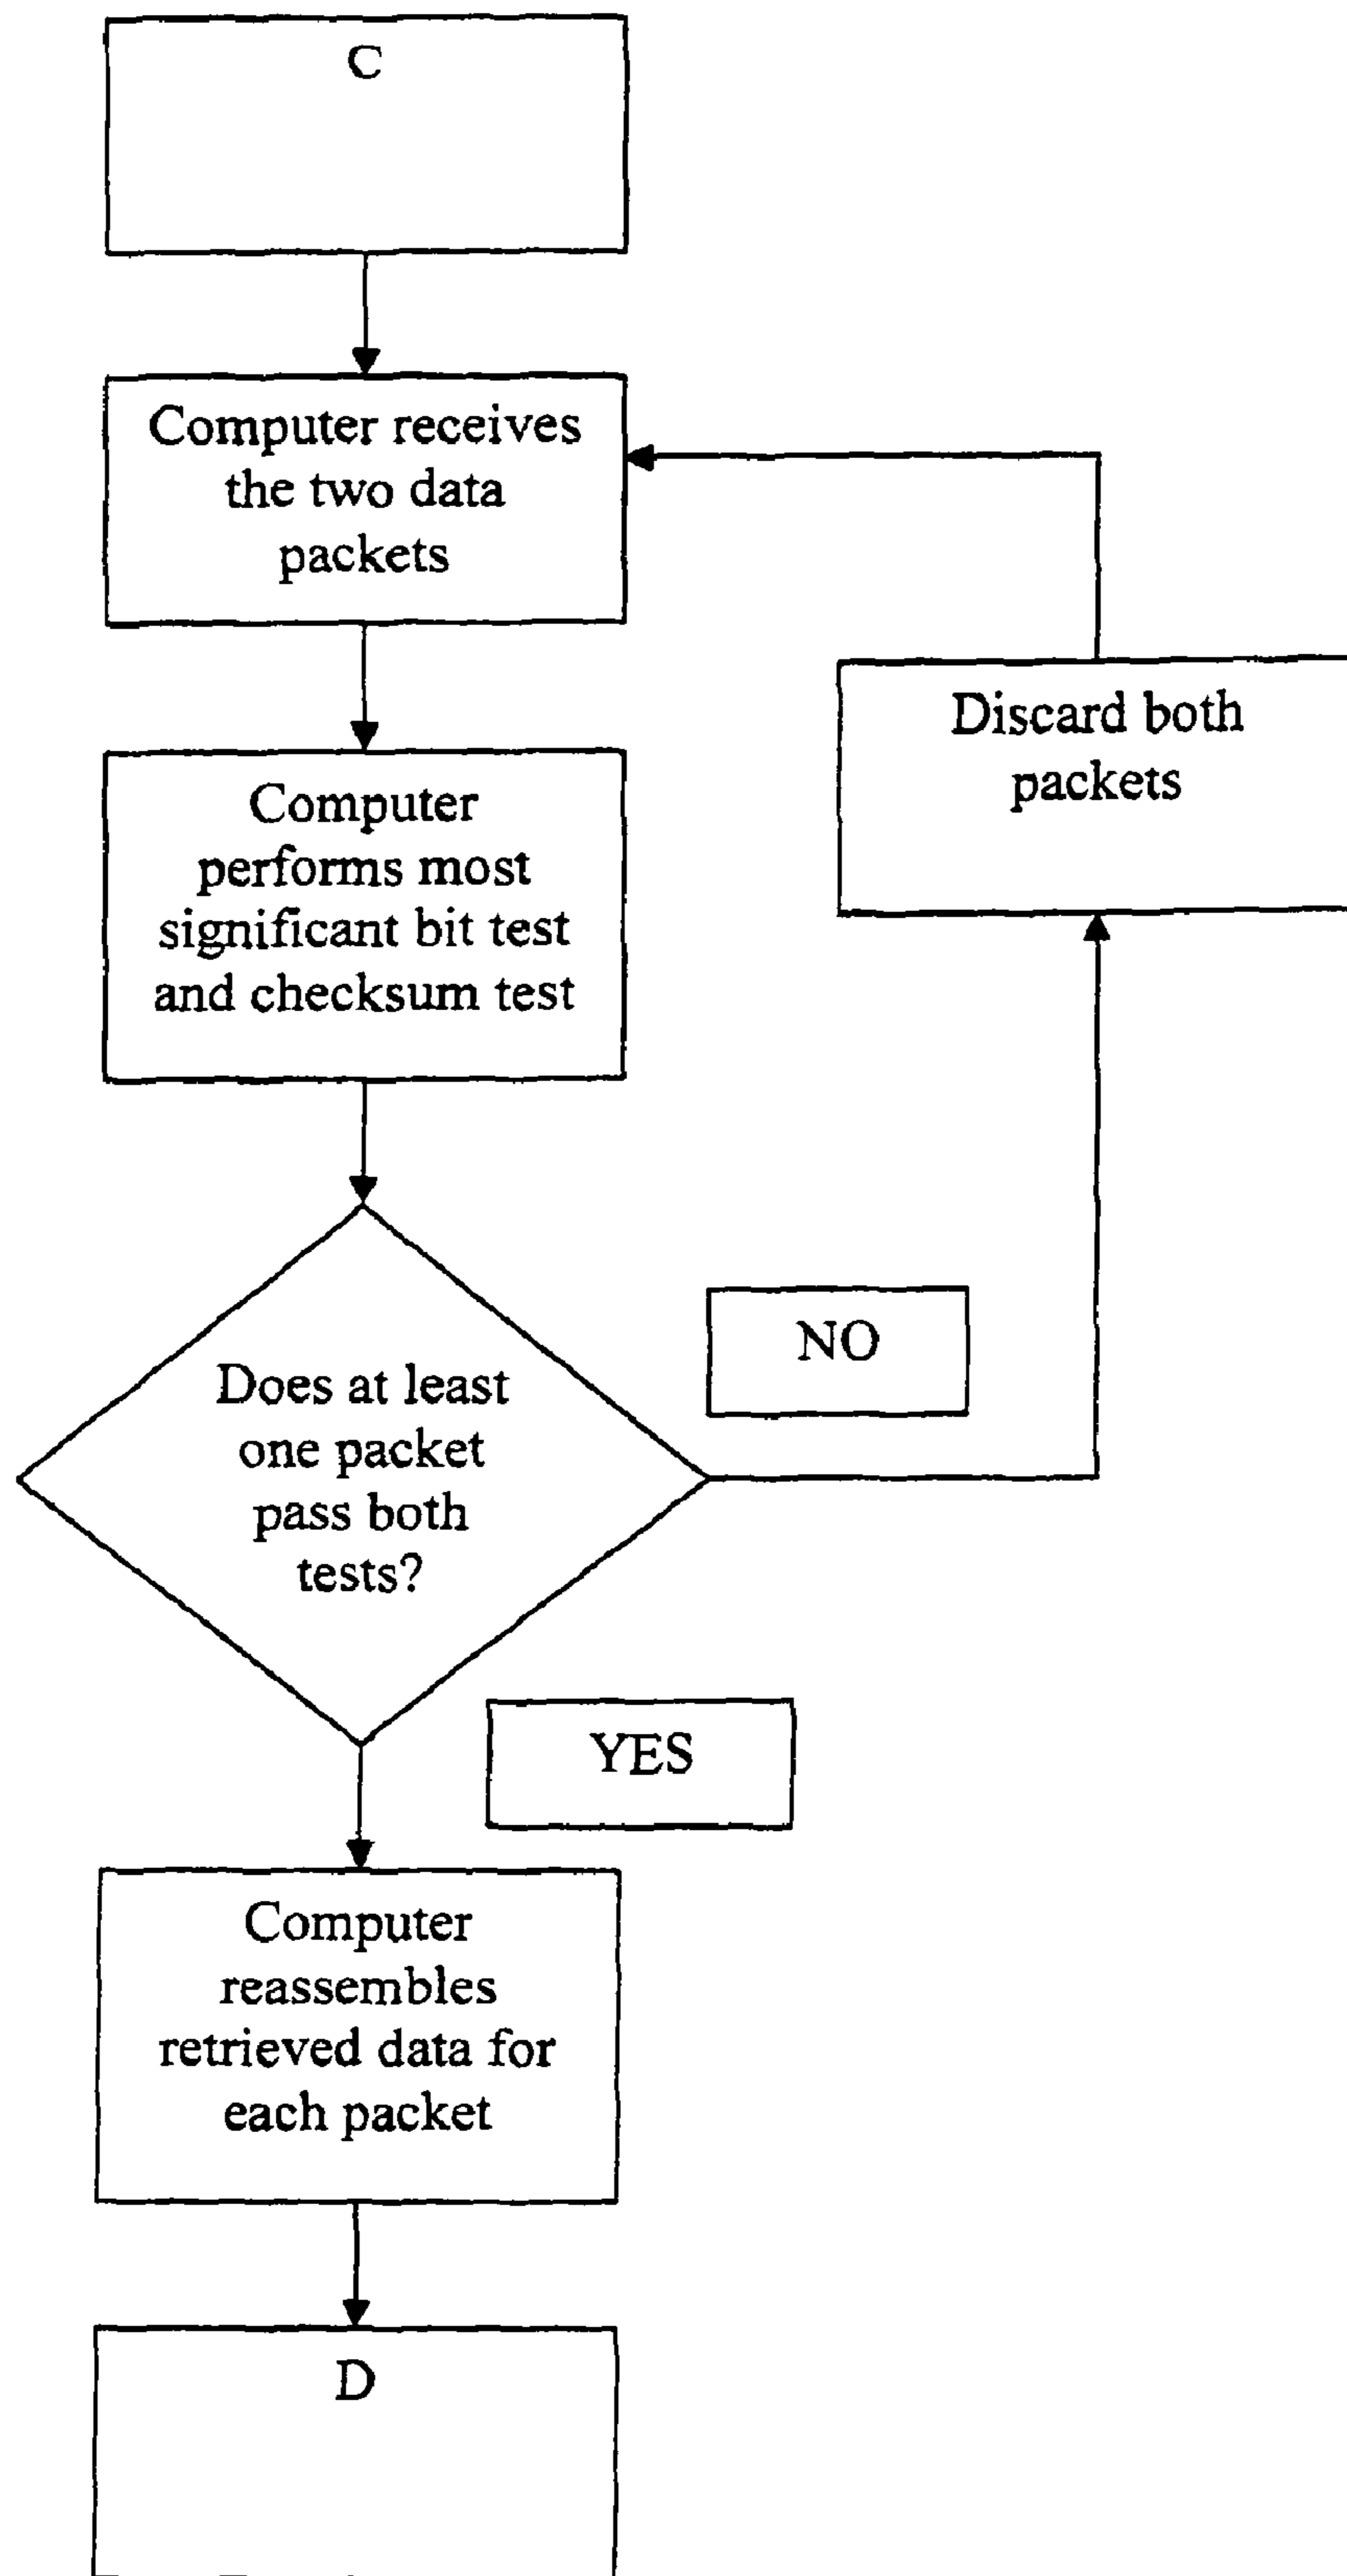 C
Computer receives
the two data
packets
Discard both
packets
Computer
performs most
significant bit test
and checksum test
NO
Does at least
one packet
pass both
tests?
YES
Computer
reassembles
retrieved data for
each packet
D